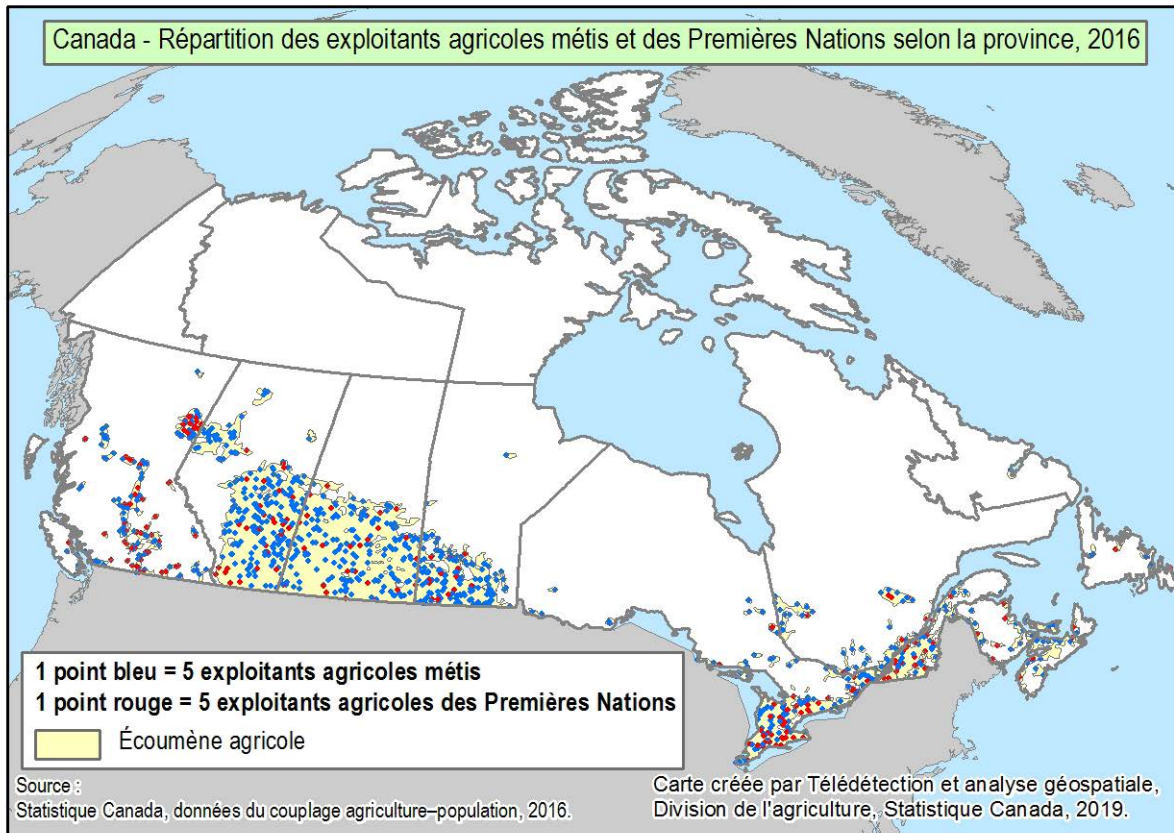 Canada - Répartition des exploitants agricoles métis et des Premières Nations selon la province, 2016
1 point bleu = 5 exploitants agricoles métis
1 point rouge = 5 exploitants agricoles des Premières Nations
Écoumène agricole
Source :
Statistique Canada, données du couplage agriculture–population, 2016.
Carte créée par Télédétection et analyse géospatiale,
Division de l'agriculture, Statistique Canada, 2019.